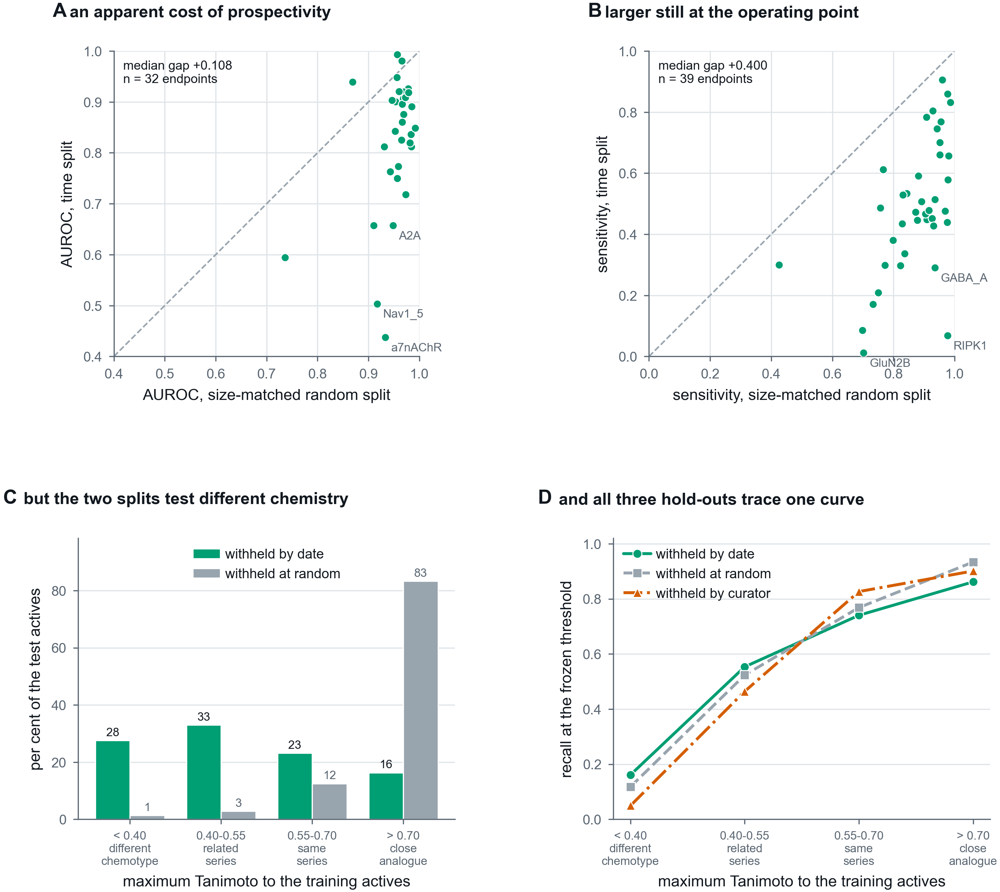 A an apparent cost of prospectivity
median gap +0.108
n = 32 endpoints
1.0
0.9
0.8
0.7
0.6
0.5
0.4
AUROC, time split
A2A
Nav1_5
a7nAChR
0.4 0.5 0.6 0.7 0.8 0.9 1.0
AUROC, size-matched random split
B larger still at the operating point
median gap +0.400
n = 39 endpoints
1.0
0.8
0.6
0.4
0.2
0.0
sensitivity, time split
GABA_A
RIPK1
GluN2B
0.0 0.2 0.4 0.6 0.8 1.0
sensitivity, size-matched random split
C but the two splits test different chemistry
withheld by date
withheld at random
80
60
40
20
0
per cent of the test actives
28 1 33 3 23 12 16 83
< 0.40 0.40-0.55 0.55-0.70 > 0.70
different related same close
chemotype series series analogue
maximum Tanimoto to the training actives
D and all three hold-outs trace one curve
withheld by date
withheld at random
withheld by curator
1.0
0.8
0.6
0.4
0.2
0.0
recall at the frozen threshold
< 0.40 0.40-0.55 0.55-0.70 > 0.70
different related same close
chemotype series series analogue
maximum Tanimoto to the training actives